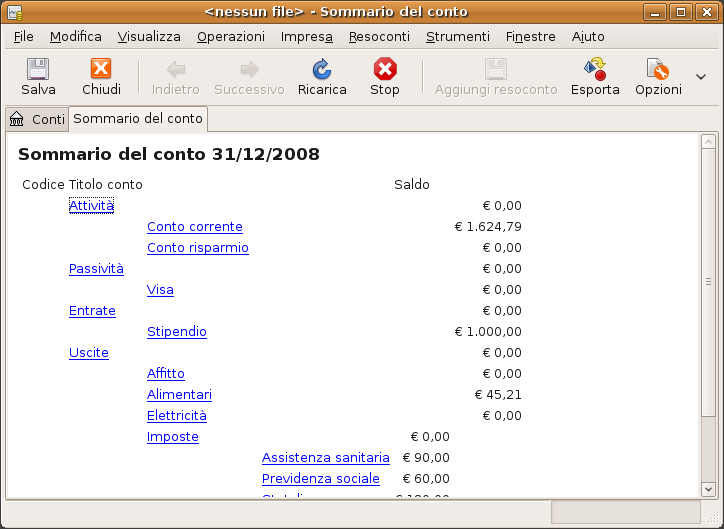 <nessun file> - Sommario del conto
File Modifica Visualizza Operazioni Impresa Resoconti Strumenti Finestre Aiuto
Salva Chiudi Indietro Successivo Ricarica Stop Aggiungi resoconto Esporta Opzioni
Conti Sommario del conto
Sommario del conto 31/12/2008
Codice Titolo conto Saldo
Attività € 0,00
Conto corrente € 1.624,79
Conto risparmio € 0,00
Passività € 0,00
Visa € 0,00
Entrate € 0,00
Stipendio € 1.000,00
Uscite € 0,00
Affitto € 0,00
Alimentari € 45,21
Elettricità € 0,00
Imposte € 0,00
Assistenza sanitaria € 90,00
Previdenza sociale € 60,00